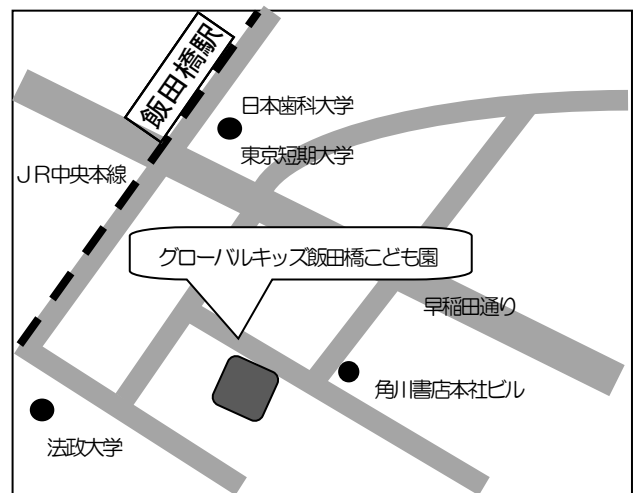 飯田橋駅
日本歯科大学
東京短期大学
JR中央本線
グローバルキッズ飯田橋こども園
早稲田通り
角川書店本社ビル
法政大学